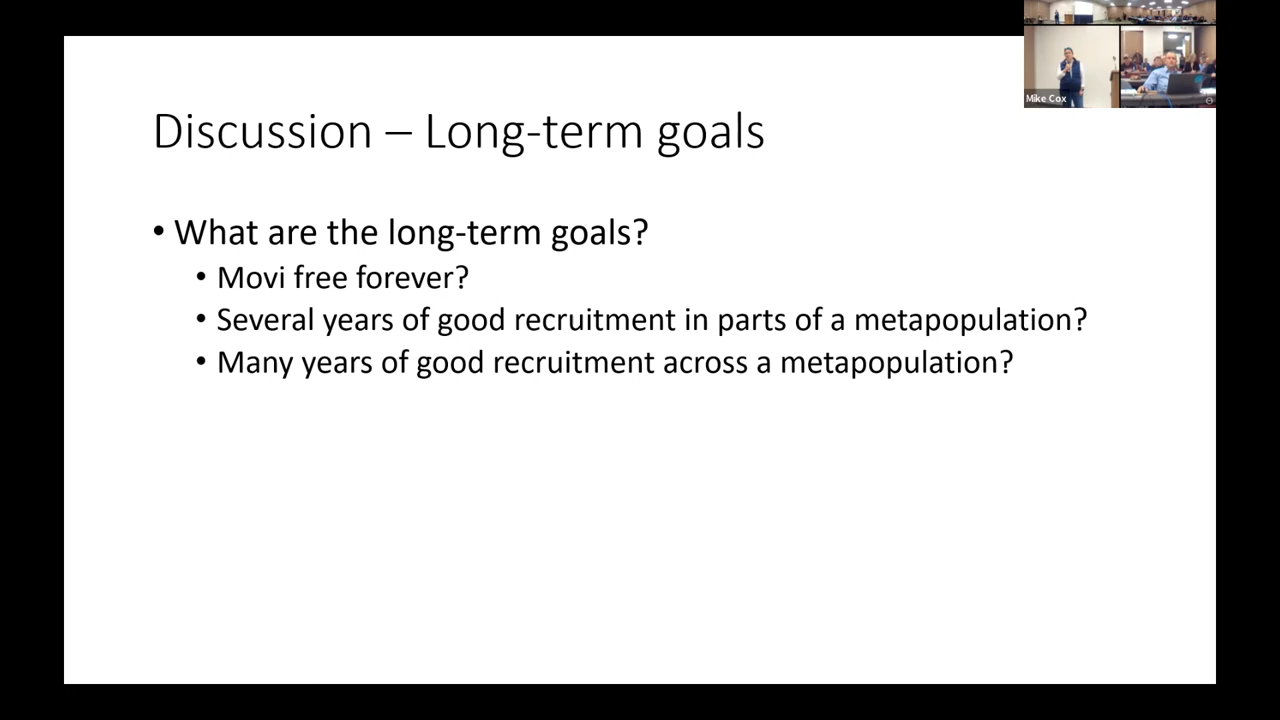 Mike Cox
Discussion – Long-term goals
• What are the long-term goals?
• Movi free forever?
• Several years of good recruitment in parts of a metapopulation?
• Many years of good recruitment across a metapopulation?